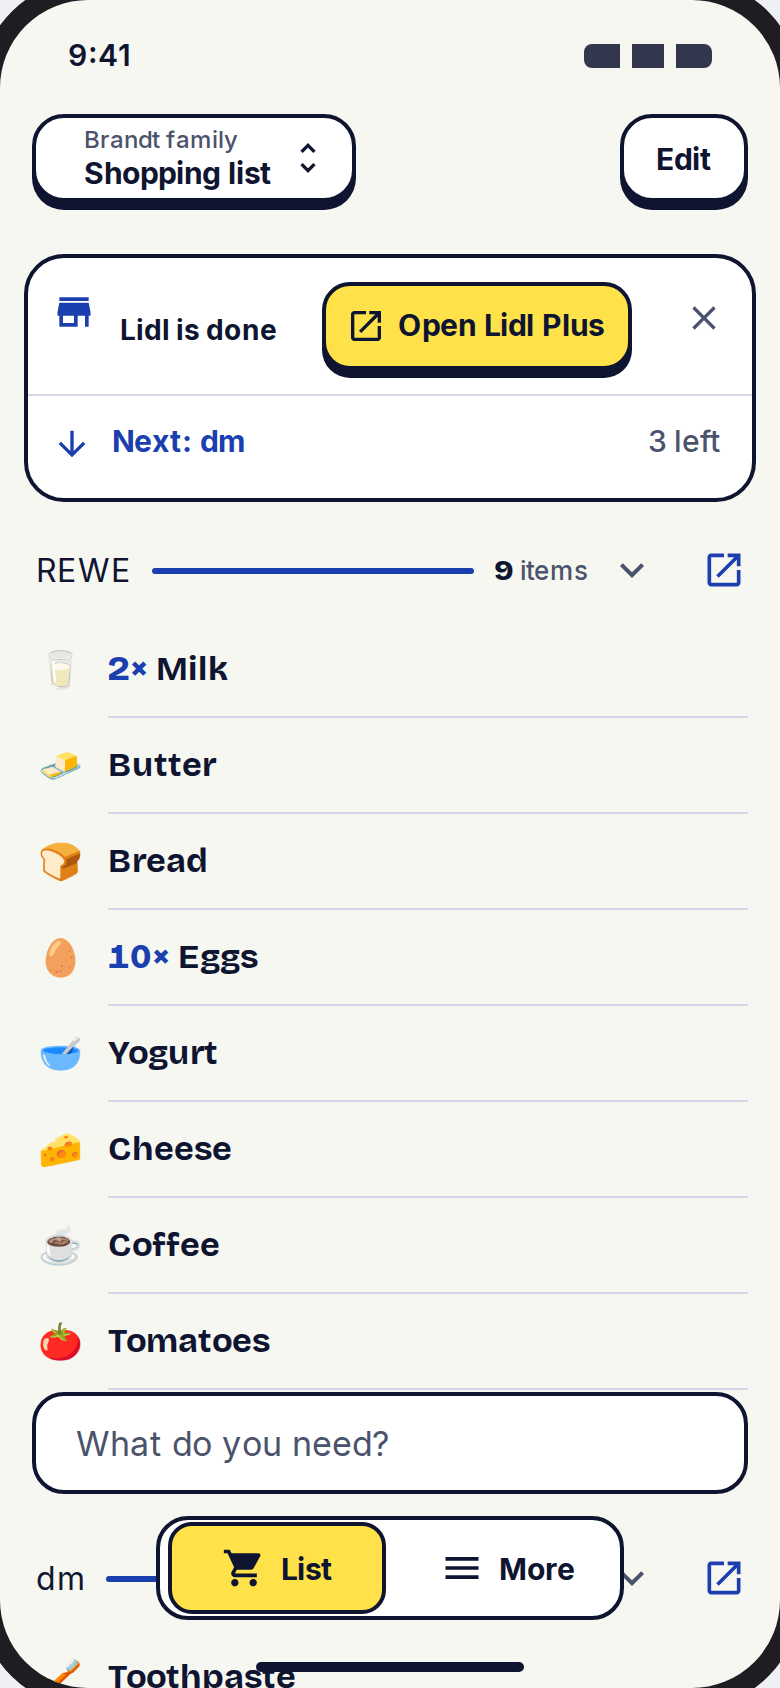 9:41
Brandt family
Shopping list
Edit
Lidl is done
Open Lidl Plus
Next: dm
3 left
REWE
9 items
2× Milk
Butter
Bread
10× Eggs
Yogurt
Cheese
Coffee
Tomatoes
What do you need?
dm
List
More
Toothpaste